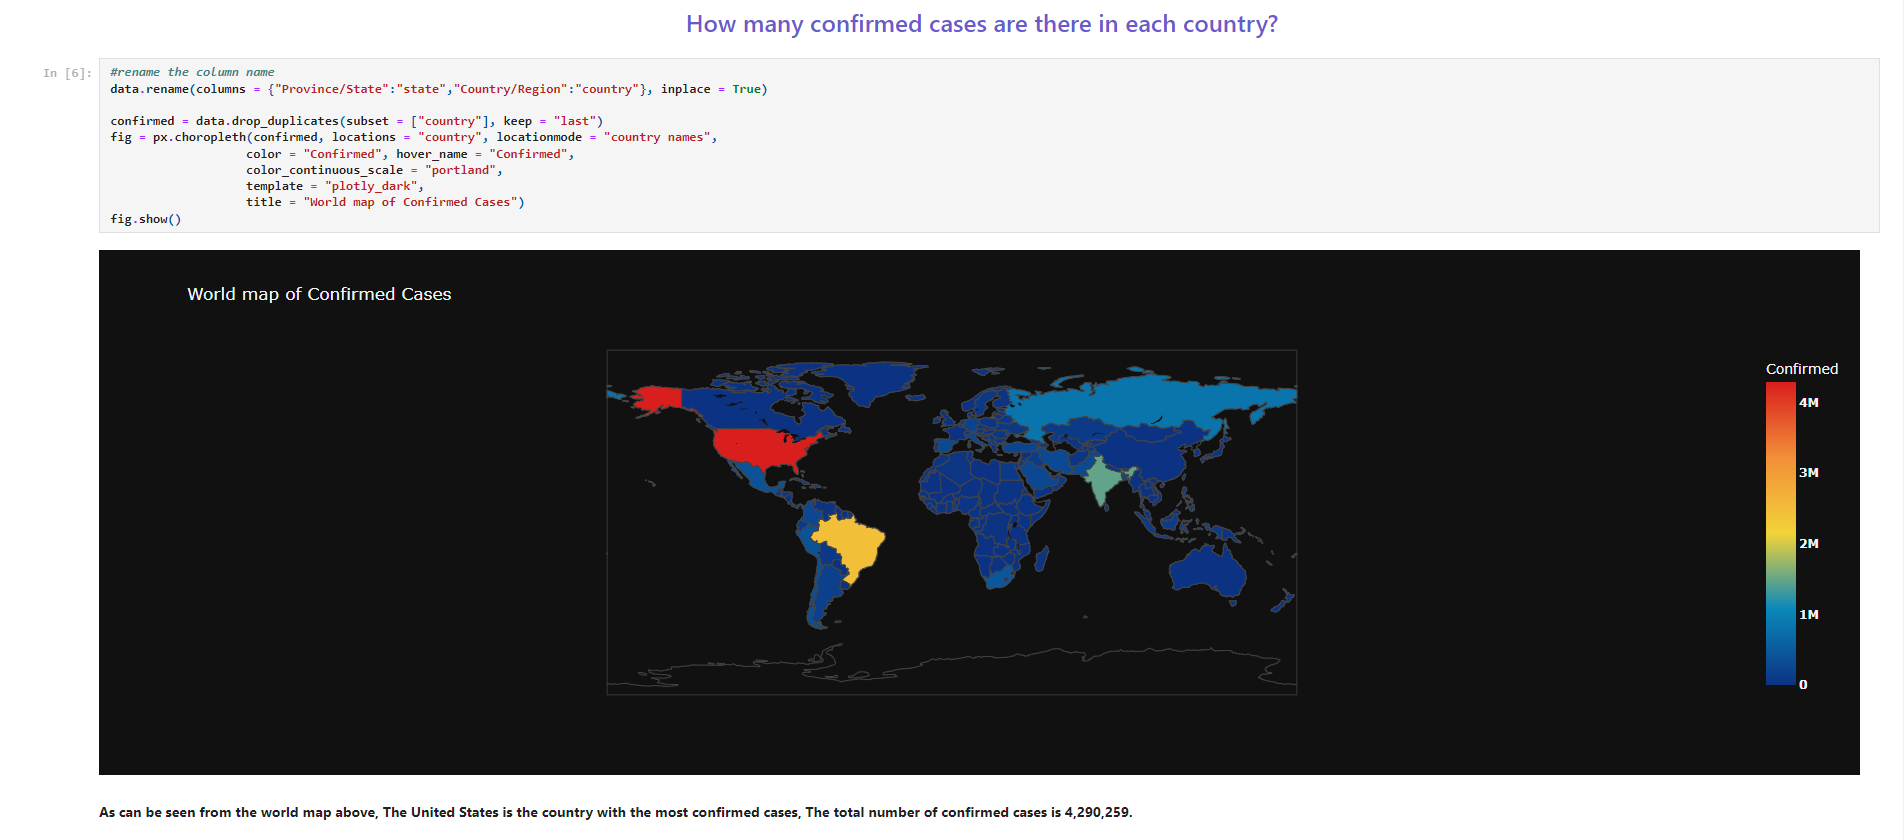 How many confirmed cases are there in each country?
In [6]:
#rename the column name
data.rename(columns = {"Province/State":"state","Country/Region":"country"}, inplace = True)
confirmed = data.drop_duplicates(subset = ["country"], keep = "last")
fig = px.choropleth(confirmed, locations = "country", locationmode = "country names",
color = "Confirmed", hover_name = "Confirmed",
color_continuous_scale = "portland",
template = "plotly_dark",
title = "World map of Confirmed Cases")
fig.show()
World map of Confirmed Cases
Confirmed
4M
3M
2M
1M
0
As can be seen from the world map above, The United States is the country with the most confirmed cases, The total number of confirmed cases is 4,290,259.